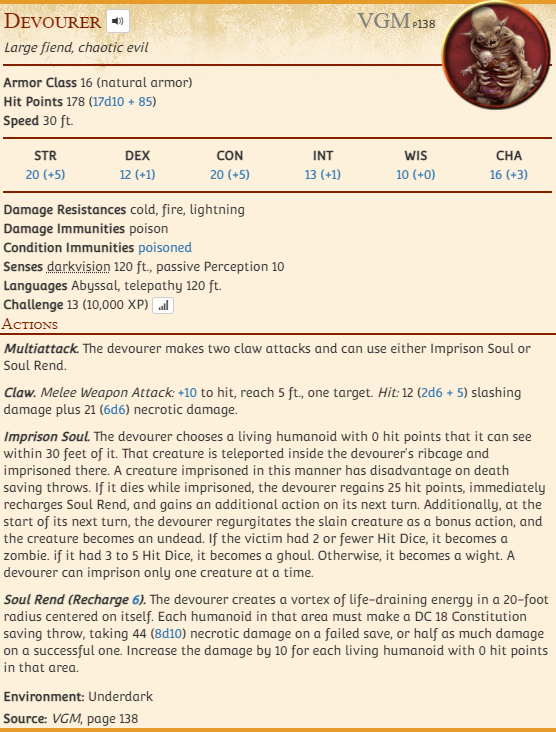 DEVOURER
VGM P138
Large fiend, chaotic evil
Armor Class 16 (natural armor)
Hit Points 178 (17d10 + 85)
Speed 30 ft.
STR DEX CON INT WIS CHA
20 (+5) 12 (+1) 20 (+5) 13 (+1) 10 (+0) 16 (+3)
Damage Resistances cold, fire, lightning
Damage Immunities poison
Condition Immunities poisoned
Senses darkvision 120 ft., passive Perception 10
Languages Abyssal, telepathy 120 ft.
Challenge 13 (10,000 XP)
ACTIONS
Multiattack. The devourer makes two claw attacks and can use either Imprison Soul or
Soul Rend.
Claw. Melee Weapon Attack: +10 to hit, reach 5 ft., one target. Hit: 12 (2d6 + 5) slashing
damage plus 21 (6d6) necrotic damage.
Imprison Soul. The devourer chooses a living humanoid with 0 hit points that it can see
within 30 feet of it. That creature is teleported inside the devourer's ribcage and
imprisoned there. A creature imprisoned in this manner has disadvantage on death
saving throws. If it dies while imprisoned, the devourer regains 25 hit points, immediately
recharges Soul Rend, and gains an additional action on its next turn. Additionally, at the
start of its next turn, the devourer regurgitates the slain creature as a bonus action, and
the creature becomes an undead. If the victim had 2 or fewer Hit Dice, it becomes a
zombie. if it had 3 to 5 Hit Dice, it becomes a ghoul. Otherwise, it becomes a wight. A
devourer can imprison only one creature at a time.
Soul Rend (Recharge 6). The devourer creates a vortex of life-draining energy in a 20-foot
radius centered on itself. Each humanoid in that area must make a DC 18 Constitution
saving throw, taking 44 (8d10) necrotic damage on a failed save, or half as much damage
on a successful one. Increase the damage by 10 for each living humanoid with 0 hit points
in that area.
Environment: Underdark
Source: VGM, page 138